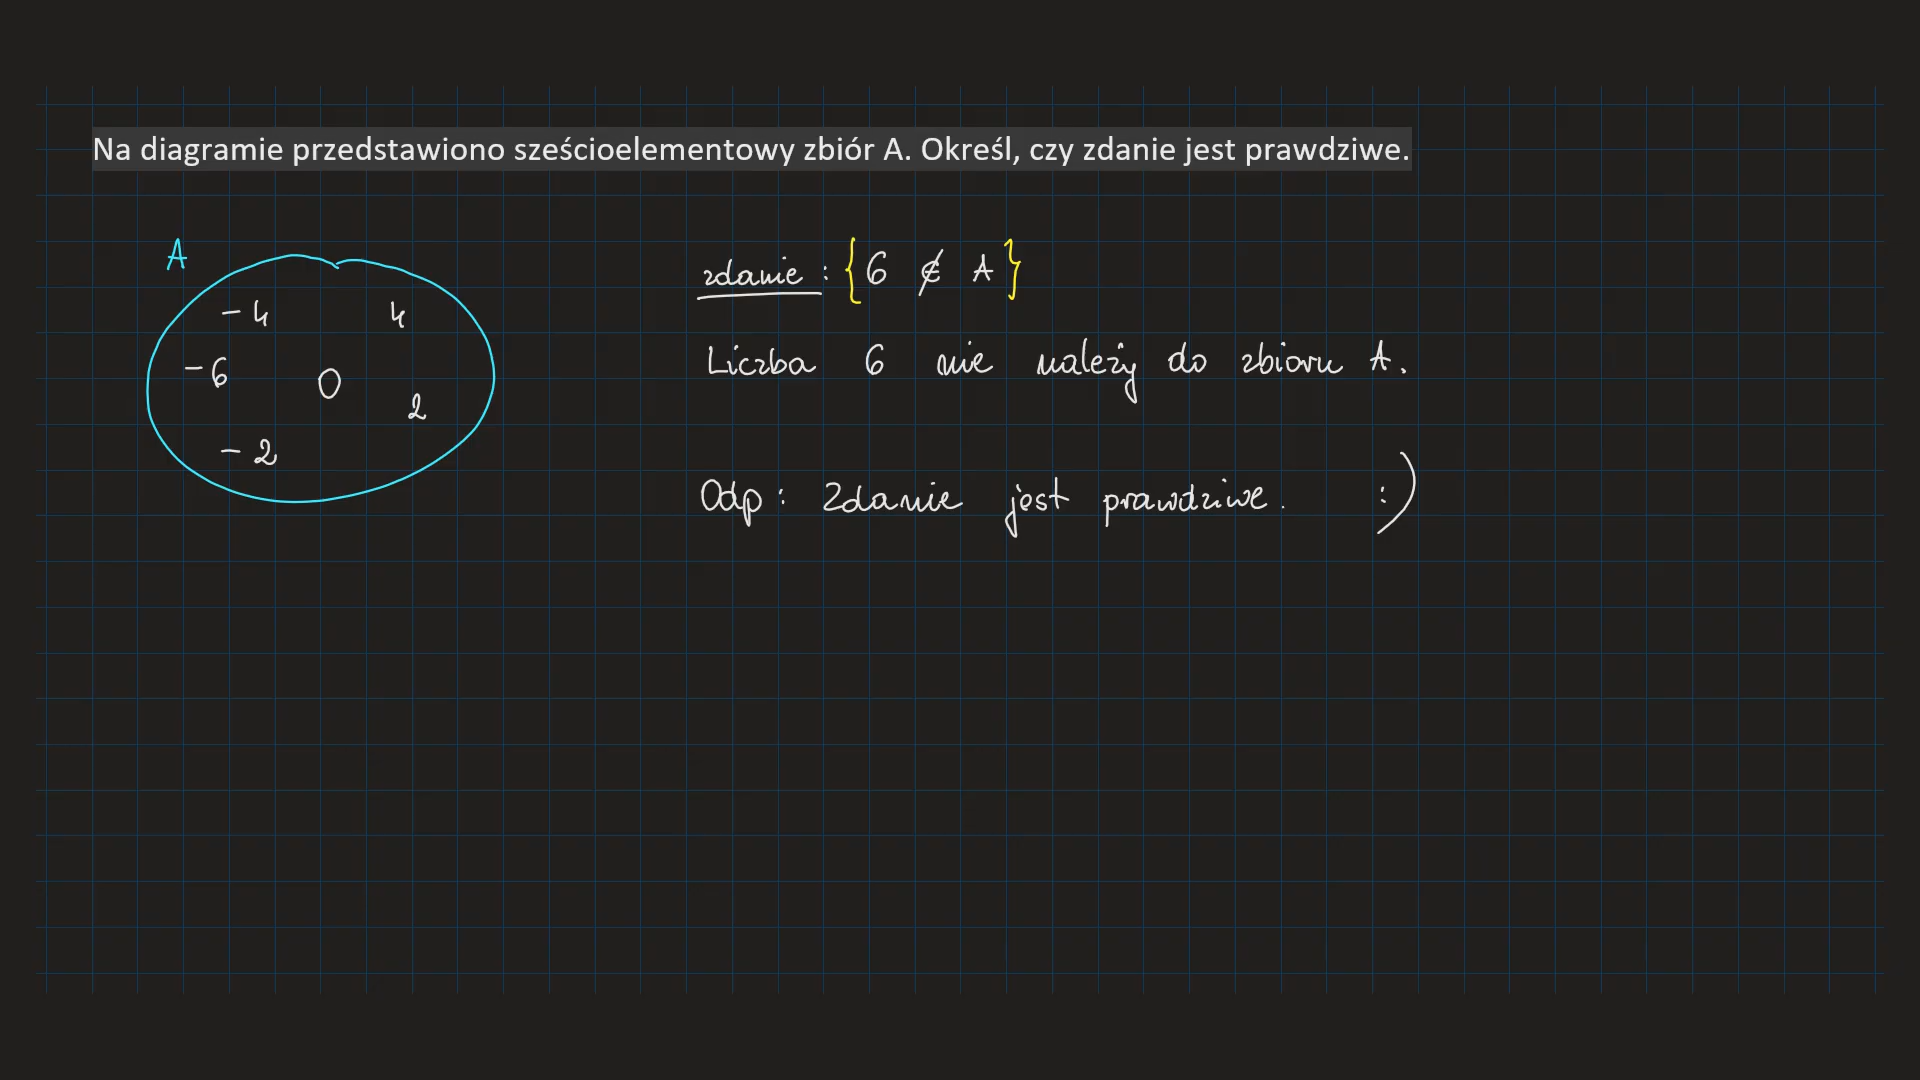 Na diagramie przedstawiono sześcioelementowy zbiór A. Określ, czy zdanie jest prawdziwe.
A
-4 4
-6 0
2
-2
zdanie: {6 ∉ A}
Liczba 6 nie należy do zbioru A.
Odp: Zdanie jest prawdziwe. :)